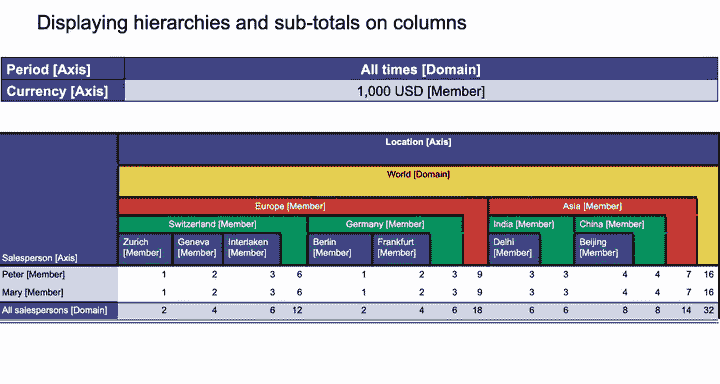 Displaying hierarchies and sub-totals on columns
Period [Axis] All times [Domain]
Currency [Axis] 1,000 USD [Member]
Location [Axis]
World [Domain]
Europe [Member] Asia [Member]
Switzerland [Member] Germany [Member] India [Member] China [Member]
Zurich Geneva Interlaken Berlin Frankfurt Delhi Beijing
[Member] [Member] [Member] [Member] [Member] [Member] [Member]
Salesperson [Axis]
Peter [Member] 1 2 3 6 1 2 3 9 3 3 4 4 7 16
Mary [Member] 1 2 3 6 1 2 3 9 3 3 4 4 7 16
All salespersons [Domain] 2 4 6 12 2 4 6 18 6 6 8 8 14 32